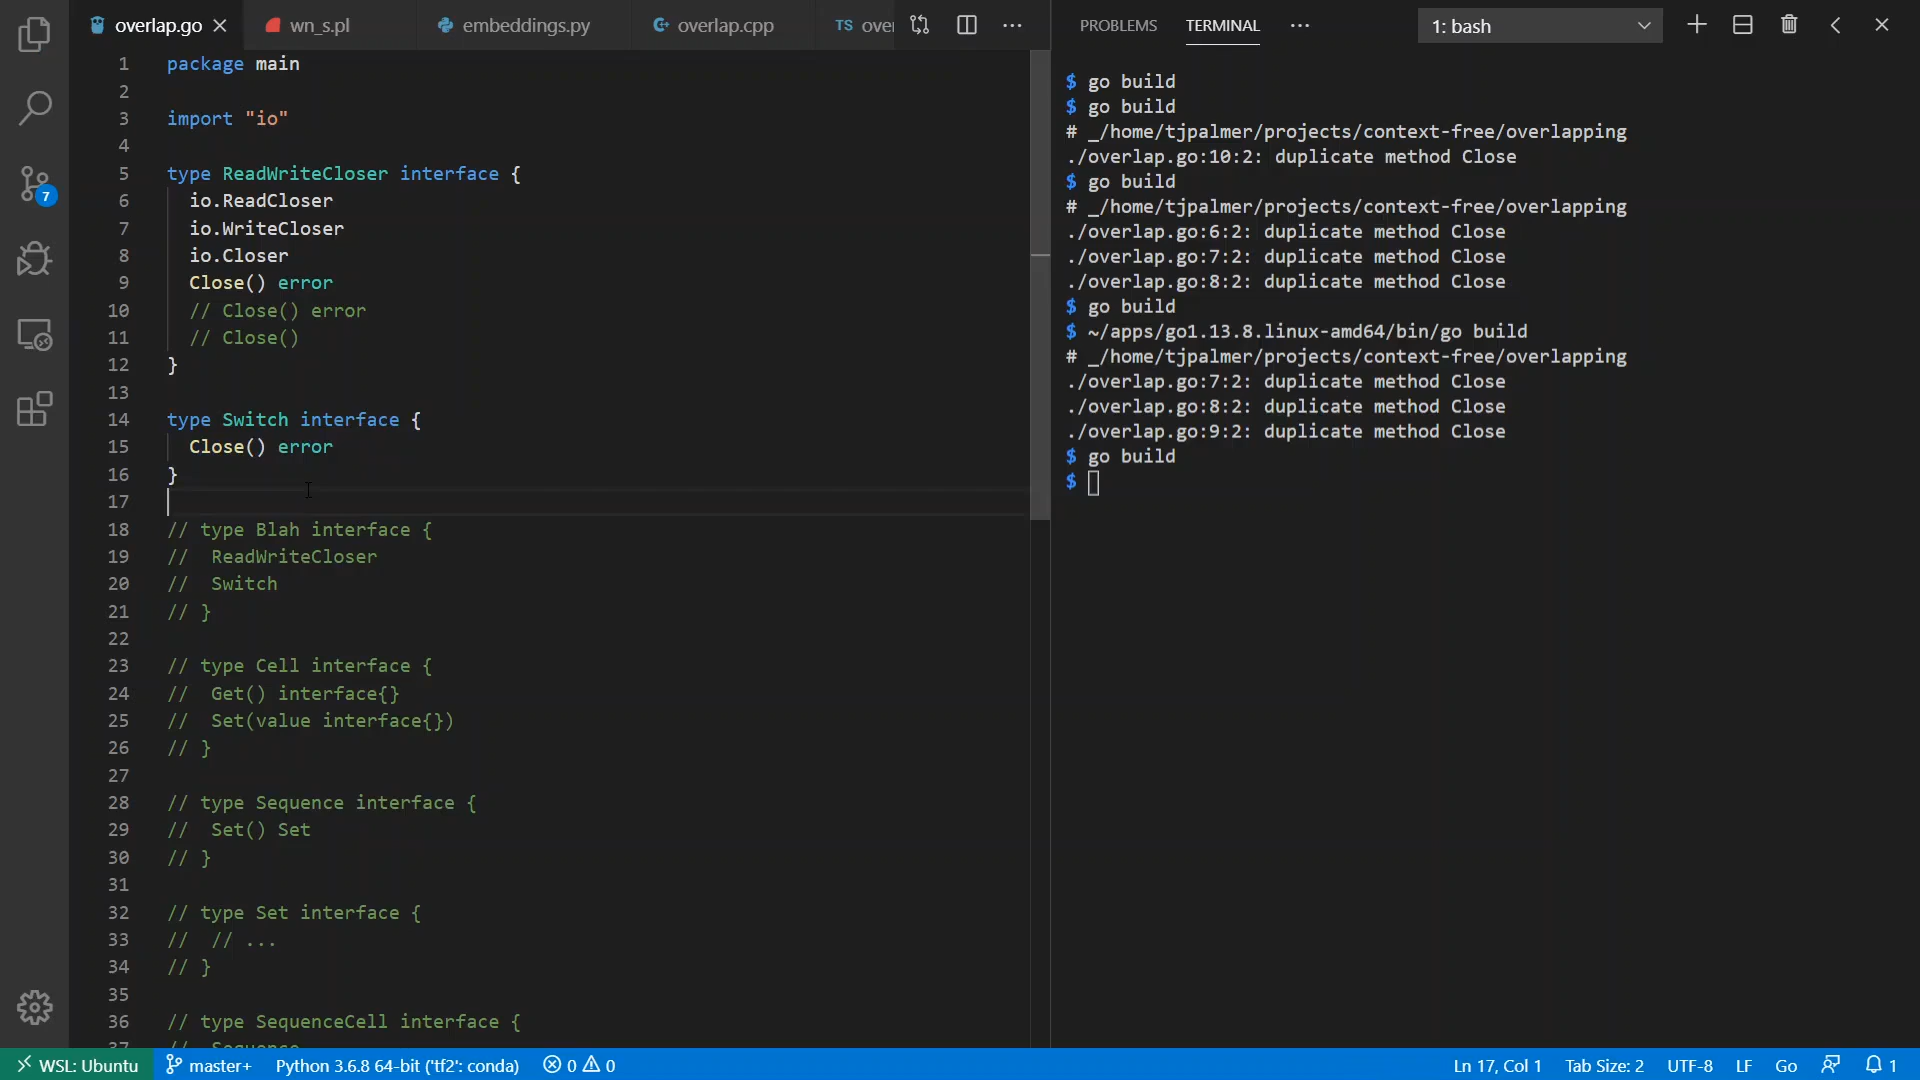 overlap.go wn_s.pl embeddings.py overlap.cpp TS ove
PROBLEMS TERMINAL 1: bash
1 package main
2
3 import "io"
4
5 type ReadWriteCloser interface {
6 io.ReadCloser
7 io.WriteCloser
8 io.Closer
9 Close() error
10 // Close() error
11 // Close()
12 }
13
14 type Switch interface {
15 Close() error
16 }
17
18 // type Blah interface {
19 // ReadWriteCloser
20 // Switch
21 // }
22
23 // type Cell interface {
24 // Get() interface{}
25 // Set(value interface{})
26 // }
27
28 // type Sequence interface {
29 // Set() Set
30 // }
31
32 // type Set interface {
33 // // ...
34 // }
35
36 // type SequenceCell interface {
37 // Sequence
$ go build
$ go build
# _/home/tjpalmer/projects/context-free/overlapping
./overlap.go:10:2: duplicate method Close
$ go build
# _/home/tjpalmer/projects/context-free/overlapping
./overlap.go:6:2: duplicate method Close
./overlap.go:7:2: duplicate method Close
./overlap.go:8:2: duplicate method Close
$ go build
$ ~/apps/go1.13.8.linux-amd64/bin/go build
# _/home/tjpalmer/projects/context-free/overlapping
./overlap.go:7:2: duplicate method Close
./overlap.go:8:2: duplicate method Close
./overlap.go:9:2: duplicate method Close
$ go build
$
7
WSL: Ubuntu master+ Python 3.6.8 64-bit ('tf2': conda) 0 0 Ln 17, Col 1 Tab Size: 2 UTF-8 LF Go 1